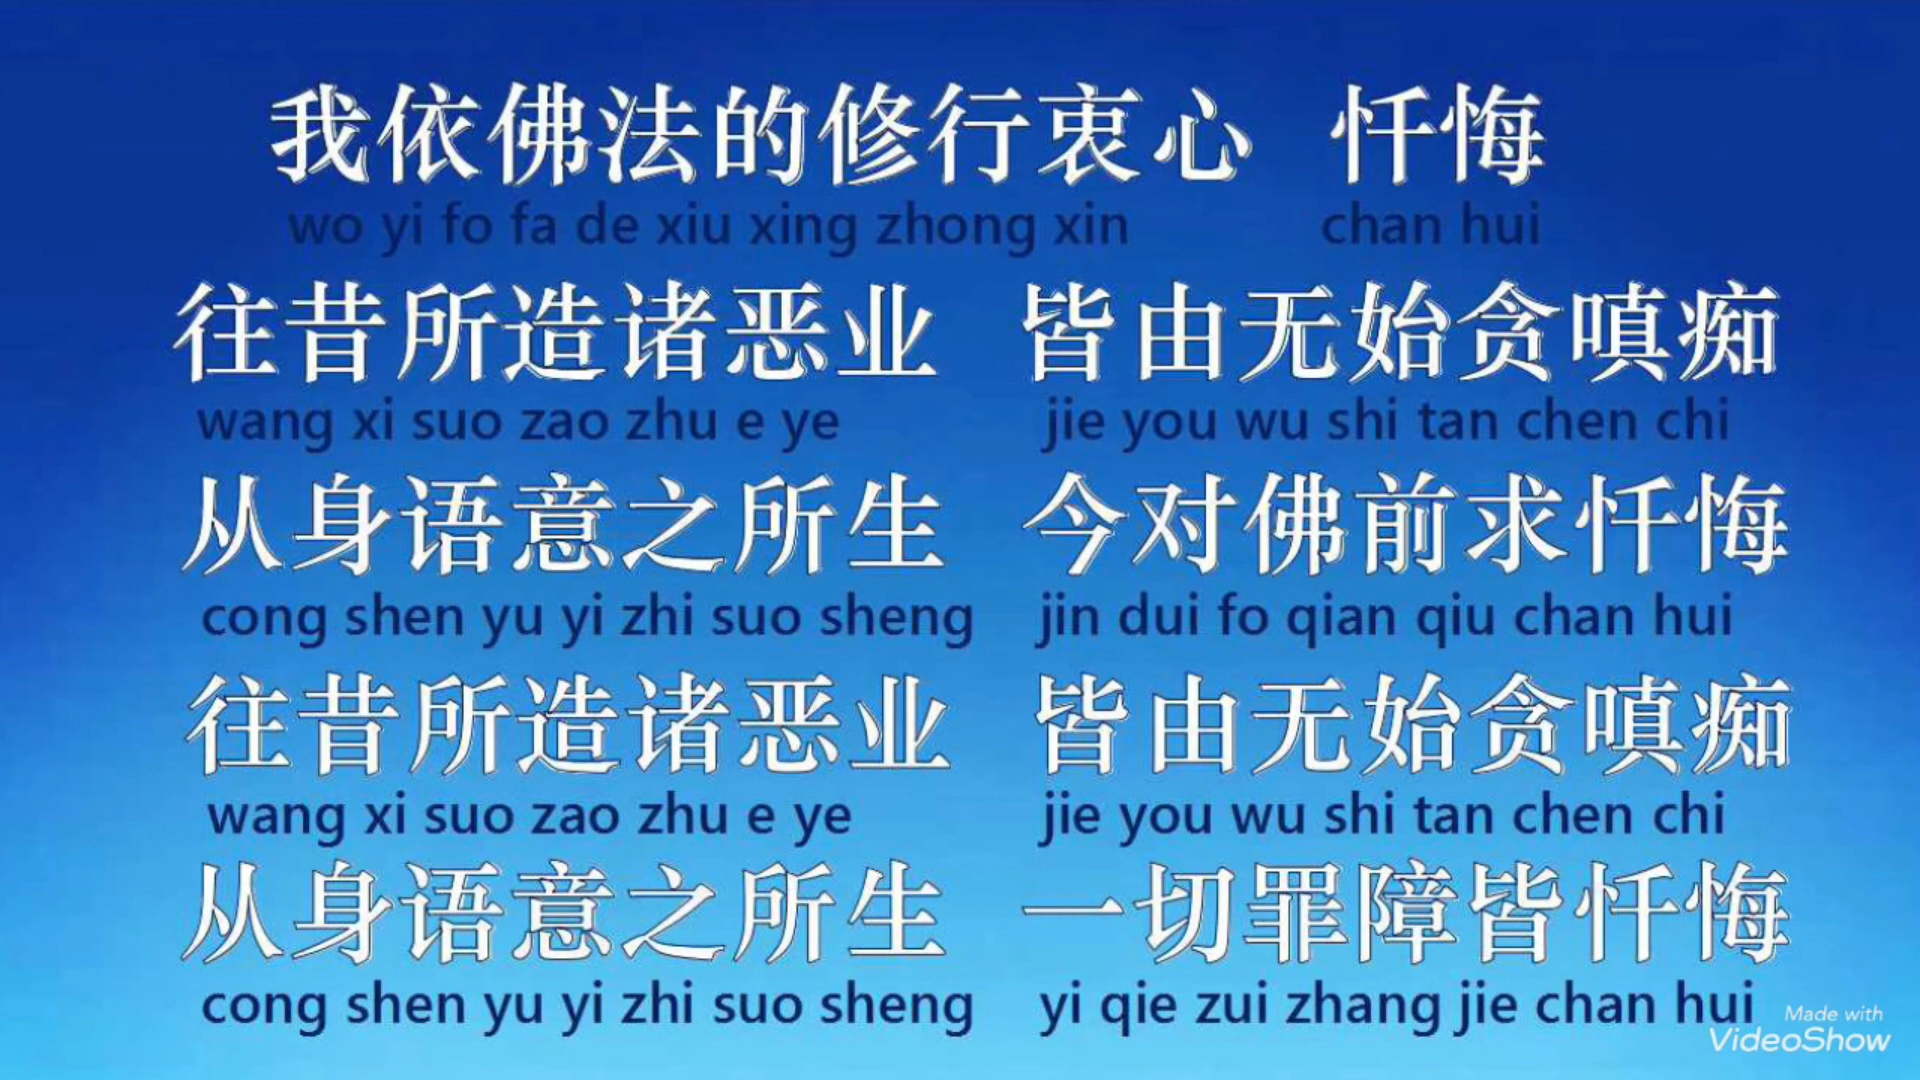 我依佛法的修行衷心 忏悔
wo yi fo fa de xiu xing zhong xin chan hui
往昔所造诸恶业 皆由无始贪嗔痴
wang xi suo zao zhu e ye jie you wu shi tan chen chi
从身语意之所生 今对佛前求忏悔
cong shen yu yi zhi suo sheng jin dui fo qian qiu chan hui
往昔所造诸恶业 皆由无始贪嗔痴
wang xi suo zao zhu e ye jie you wu shi tan chen chi
从身语意之所生 一切罪障皆忏悔
cong shen yu yi zhi suo sheng yi qie zui zhang jie chan hui
Made with
VideoShow